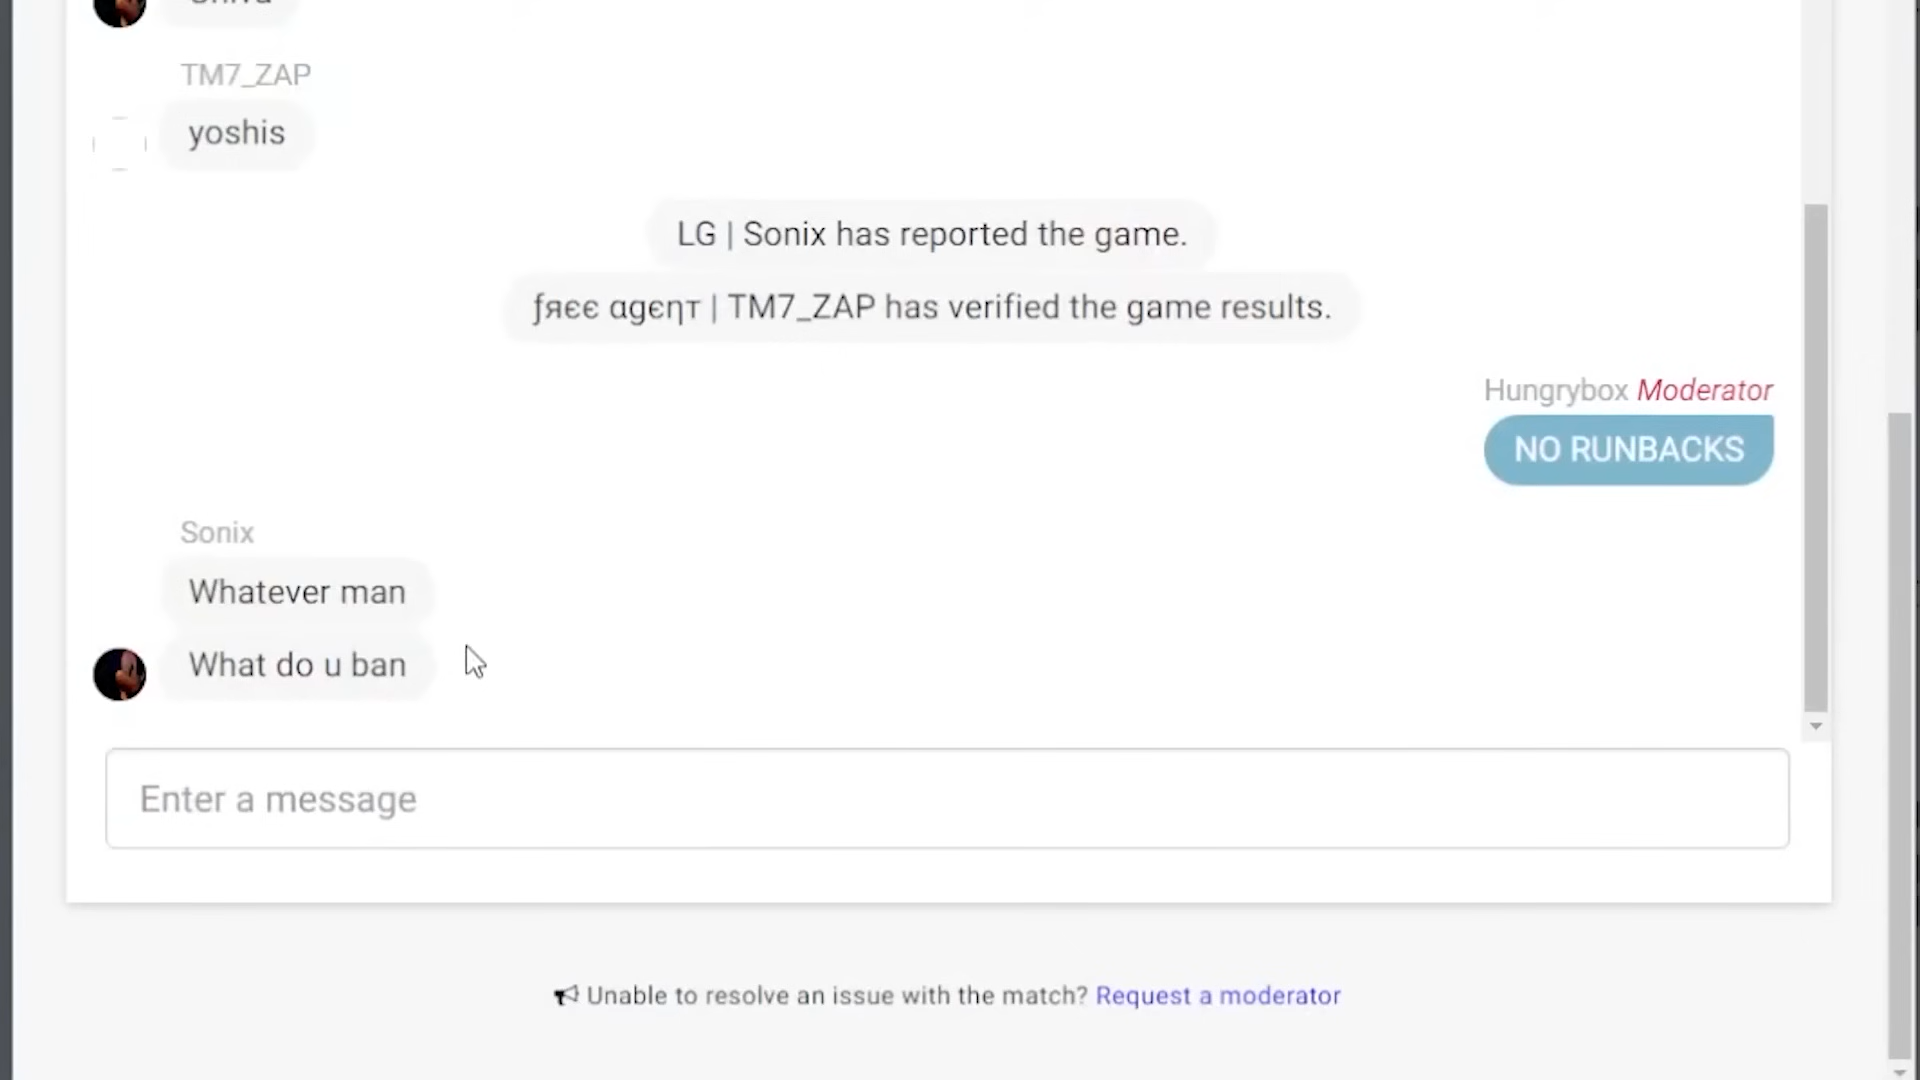 TM7_ZAP
yoshis
LG | Sonix has reported the game.
ƒяєє αgєηт | TM7_ZAP has verified the game results.
Hungrybox Moderator
NO RUNBACKS
Sonix
Whatever man
What do u ban
Enter a message
Unable to resolve an issue with the match? Request a moderator